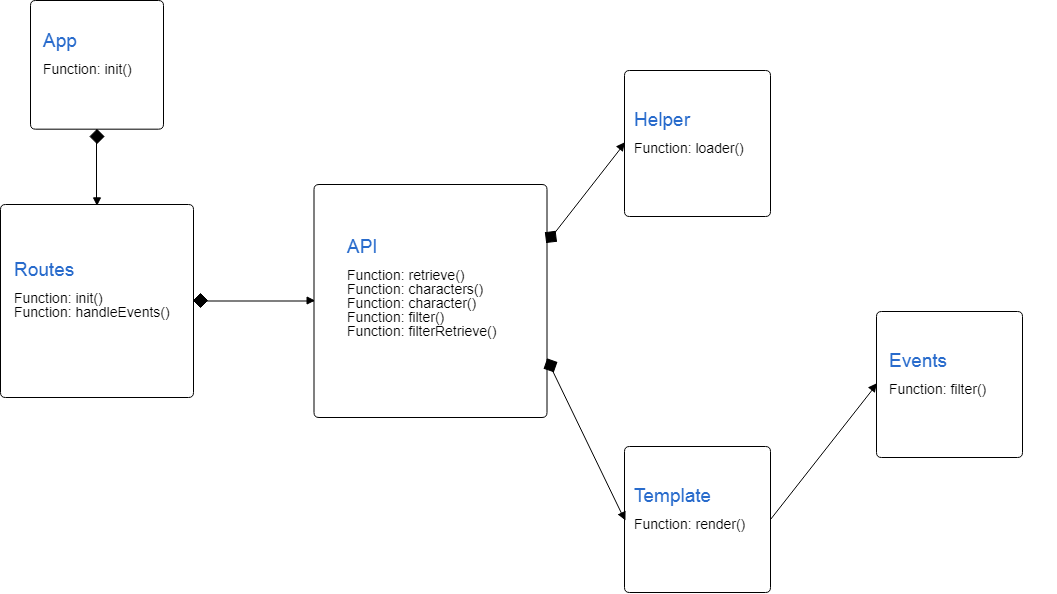 App
Function: init()
Routes
Function: init()
Function: handleEvents()
API
Function: retrieve()
Function: characters()
Function: character()
Function: filter()
Function: filterRetrieve()
Helper
Function: loader()
Template
Function: render()
Events
Function: filter()